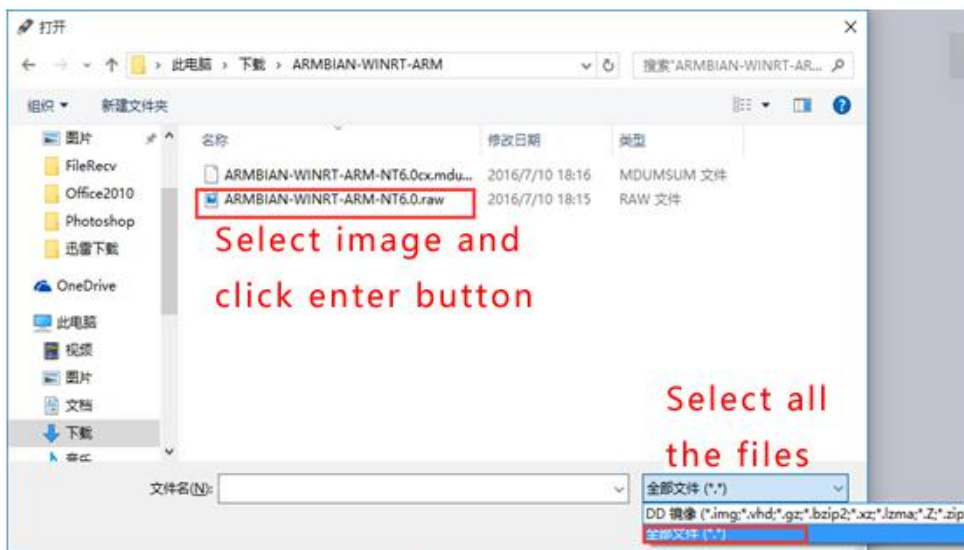 打开
此电脑 › 下载 › ARMBIAN-WINRT-ARM
搜索"ARMBIAN-WINRT-AR...
组织
新建文件夹
图片
FileRecv
Office2010
Photoshop
迅雷下载
OneDrive
此电脑
视频
图片
文档
下载
音乐
名称 修改日期 类型
ARMBIAN-WINRT-ARM-NT6.0cx.mdu... 2016/7/10 18:16 MDUMSUM 文件
ARMBIAN-WINRT-ARM-NT6.0.raw 2016/7/10 18:15 RAW 文件
Select image and
click enter button
Select all
the files
文件名(N):
全部文件 (*.*)
DD 镜像 (*.img;*.vhd;*.gz;*.bzip2;*.xz;*.lzma;*.Z;*.zip
全部文件 (*.*)